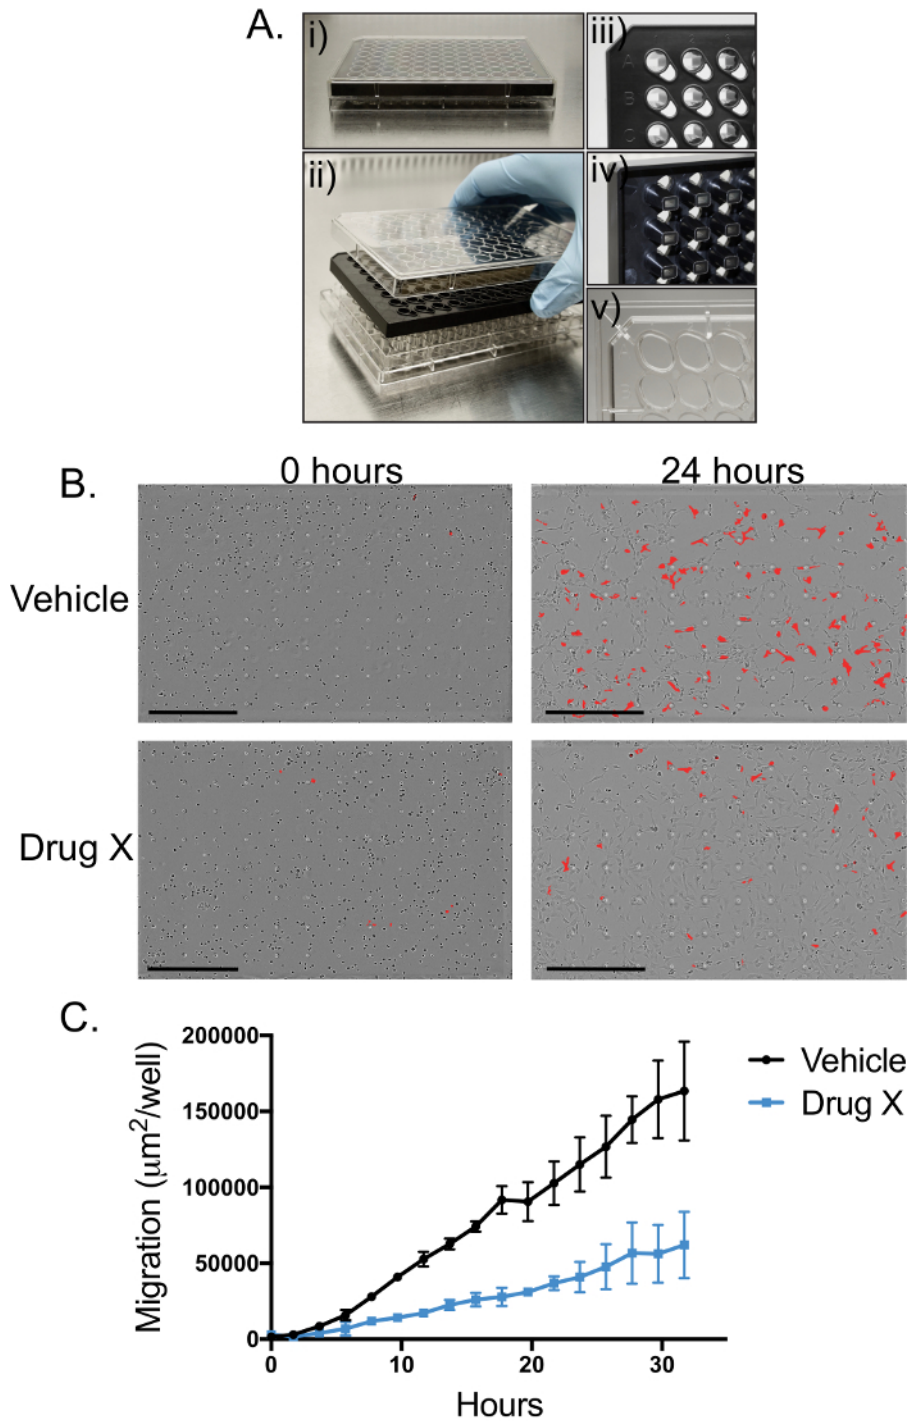 A.
i)
ii)
iii)
A
B
C
iv)
v)
B.
0 hours
24 hours
Vehicle
Drug X
C.
Migration (μm²/well)
200000
150000
100000
50000
0
0
10
20
30
Hours
Vehicle
Drug X